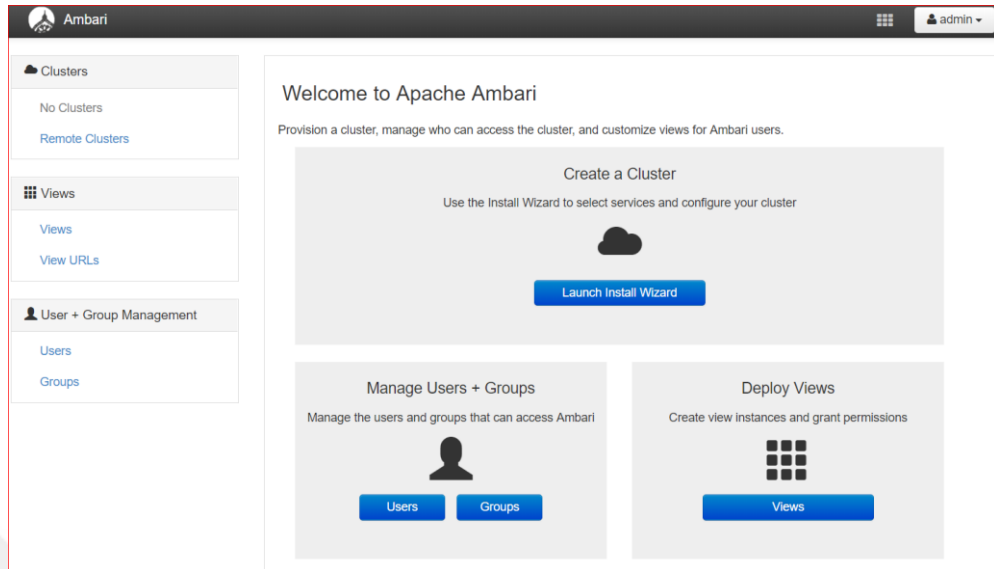 Ambari
admin
Clusters
No Clusters
Remote Clusters
Views
Views
View URLs
User + Group Management
Users
Groups
Welcome to Apache Ambari
Provision a cluster, manage who can access the cluster, and customize views for Ambari users.
Create a Cluster
Use the Install Wizard to select services and configure your cluster
Launch Install Wizard
Manage Users + Groups
Manage the users and groups that can access Ambari
Users
Groups
Deploy Views
Create view instances and grant permissions
Views